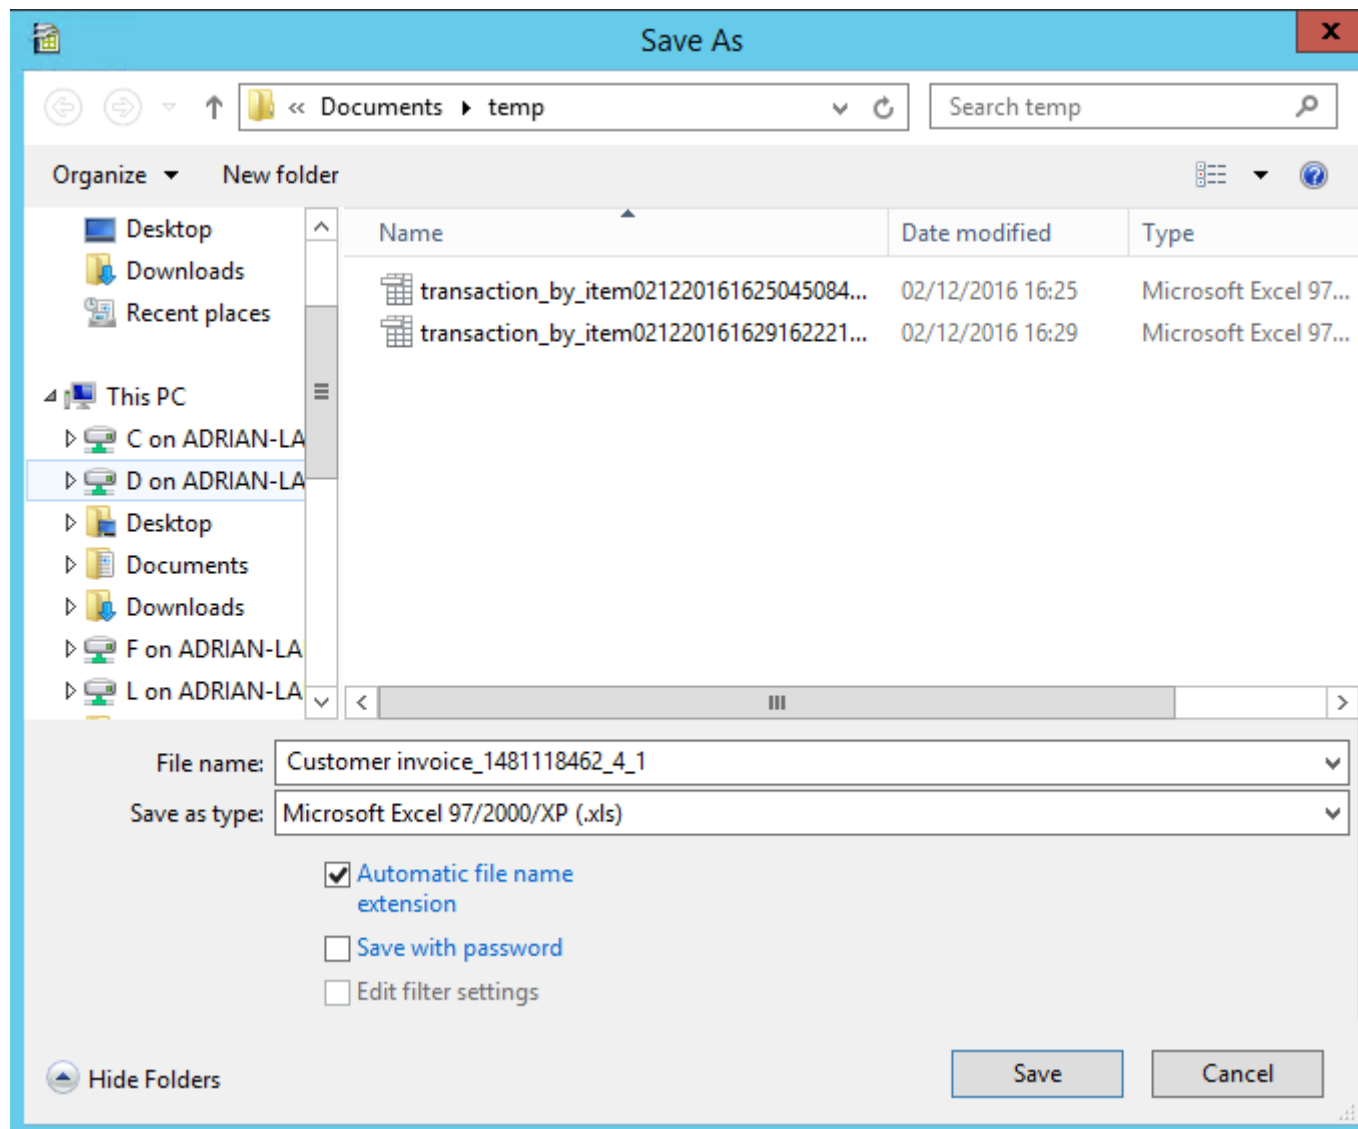 Save As
x
« Documents temp
Search temp
Organize
New folder
Desktop
Downloads
Recent places
This PC
C on ADRIAN-LA
D on ADRIAN-LA
Desktop
Documents
Downloads
F on ADRIAN-LA
L on ADRIAN-LA
Name Date modified Type
transaction_by_item021220161625045084... 02/12/2016 16:25 Microsoft Excel 97...
transaction_by_item021220161629162221... 02/12/2016 16:29 Microsoft Excel 97...
File name: Customer invoice_1481118462_4_1
Save as type: Microsoft Excel 97/2000/XP (.xls)
Automatic file name
extension
Save with password
Edit filter settings
Hide Folders
Save
Cancel